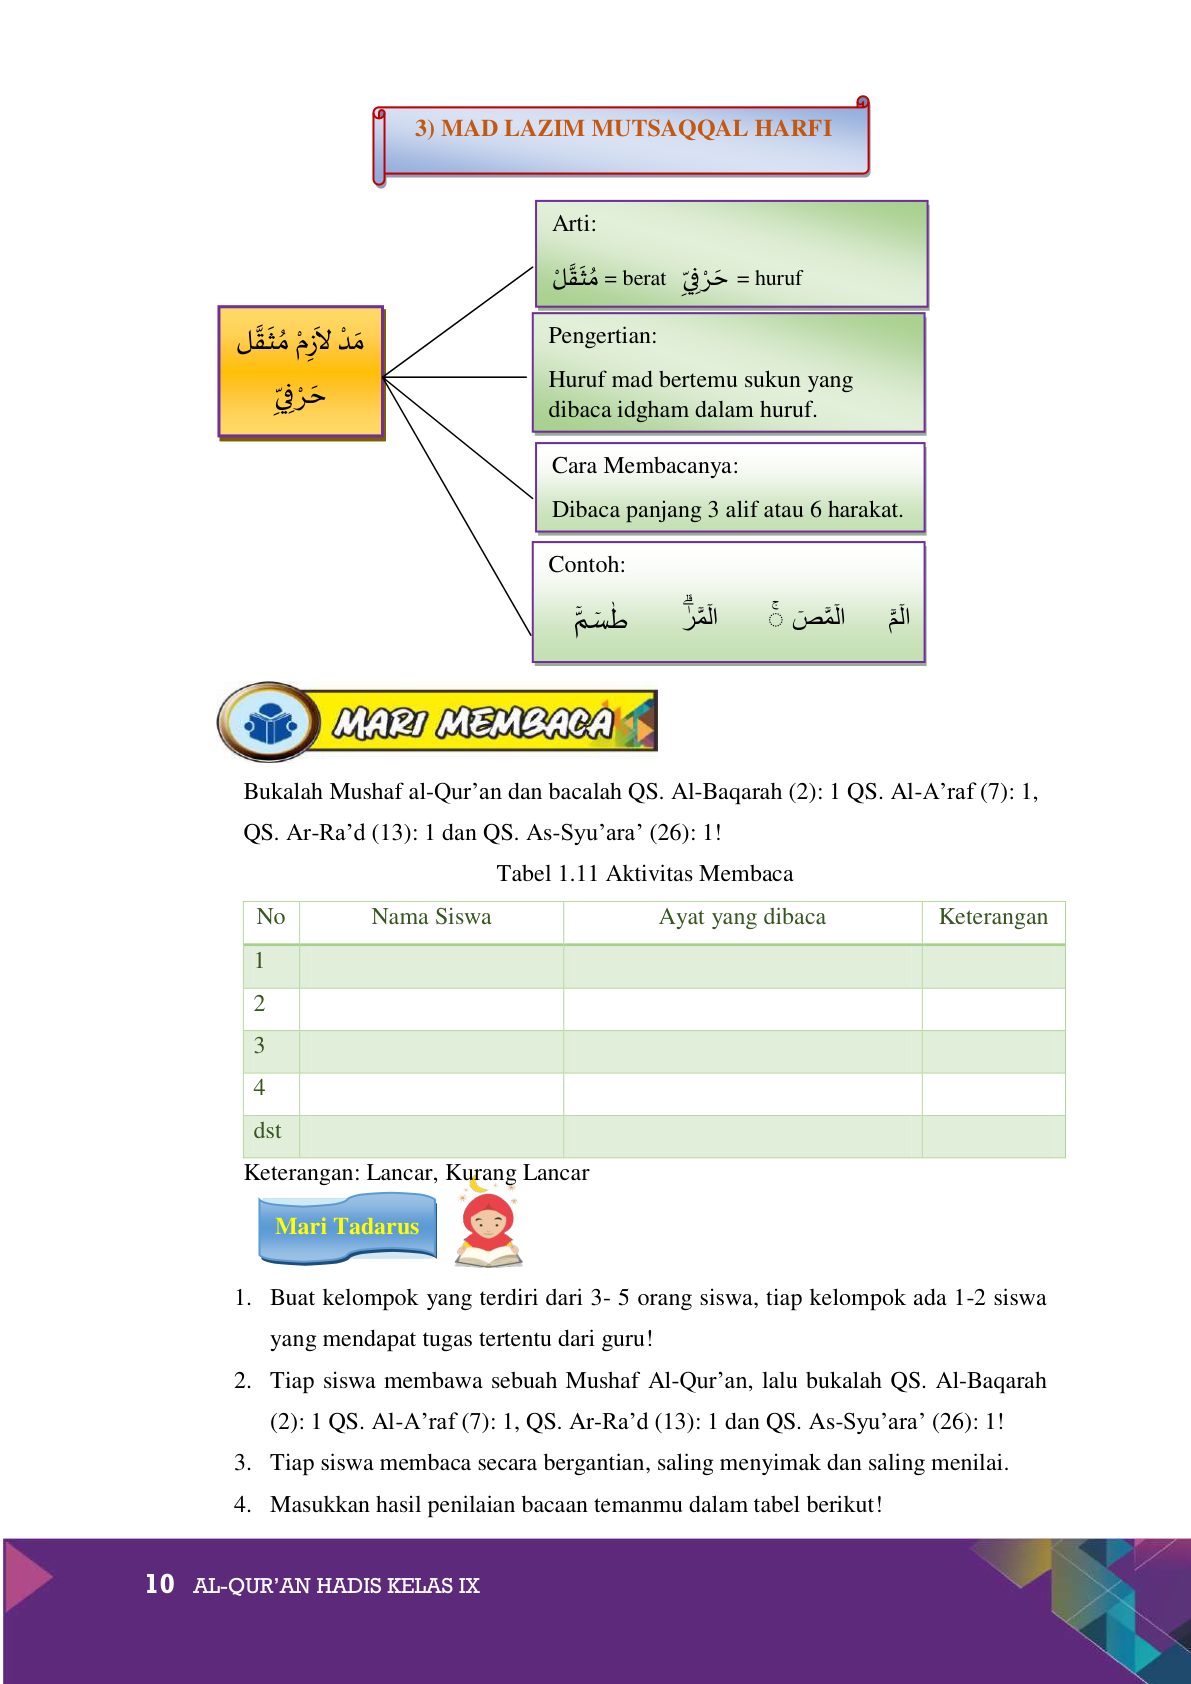 3) MAD LAZIM MUTSAQQAL HARFI
Arti:
مُثَقَّلْ = berat حَرْفِيِّ = huruf
مَدْ لاَزِمْ مُثَقَّل
حَرْفِيِّ
Pengertian:
Huruf mad bertemu sukun yang
dibaca idgham dalam huruf.
Cara Membacanya:
Dibaca panjang 3 alif atau 6 harakat.
Contoh:
الۤمّۤ الۤمّۤصۤ ۚ الۤمّۤرٰۗ طٰسۤمّۤ
MARI MEMBACA
Bukalah Mushaf al-Qur’an dan bacalah QS. Al-Baqarah (2): 1 QS. Al-A’raf (7): 1,
QS. Ar-Ra’d (13): 1 dan QS. As-Syu’ara’ (26): 1!
Tabel 1.11 Aktivitas Membaca
No Nama Siswa Ayat yang dibaca Keterangan
1
2
3
4
dst
Keterangan: Lancar, Kurang Lancar
Mari Tadarus
1. Buat kelompok yang terdiri dari 3- 5 orang siswa, tiap kelompok ada 1-2 siswa
yang mendapat tugas tertentu dari guru!
2. Tiap siswa membawa sebuah Mushaf Al-Qur’an, lalu bukalah QS. Al-Baqarah
(2): 1 QS. Al-A’raf (7): 1, QS. Ar-Ra’d (13): 1 dan QS. As-Syu’ara’ (26): 1!
3. Tiap siswa membaca secara bergantian, saling menyimak dan saling menilai.
4. Masukkan hasil penilaian bacaan temanmu dalam tabel berikut!
10 AL-QUR’AN HADIS KELAS IX